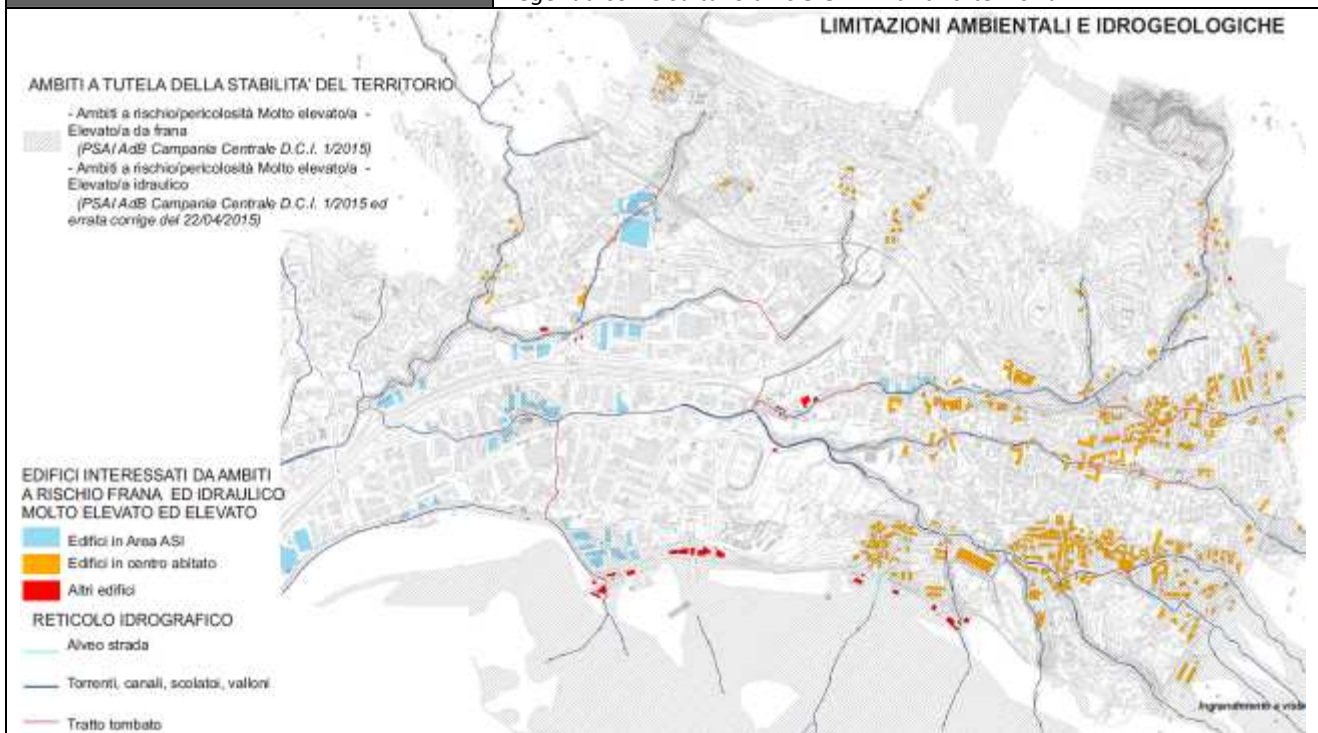 LIMITAZIONI AMBIENTALI E IDROGEOLOGICHE
AMBITI A TUTELA DELLA STABILITA' DEL TERRITORIO
- Ambiti a rischio/pericolosità Molto elevato/a -
Elevato/a da frana
(PSAI AdB Campania Centrale D.C.I. 1/2015)
- Ambiti a rischio/pericolosità Molto elevato/a -
Elevato/a idraulico
(PSAI AdB Campania Centrale D.C.I. 1/2015 ed
errata corrige del 22/04/2015)
EDIFICI INTERESSATI DA AMBITI
A RISCHIO FRANA ED IDRAULICO
MOLTO ELEVATO ED ELEVATO
Edifici in Area ASI
Edifici in centro abitato
Altri edifici
RETICOLO IDROGRAFICO
Alveo strada
Torrenti, canali, scolatoi, valloni
Tratto tombato
Ingrandimento a